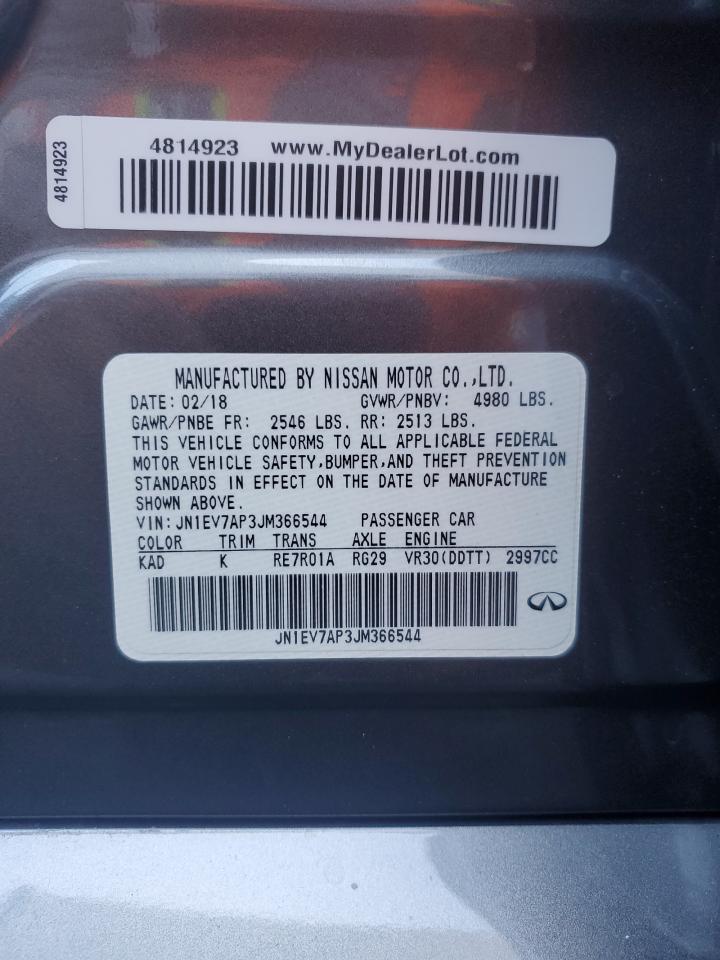 4814923
4814923 www.MyDealerLot.com
MANUFACTURED BY NISSAN MOTOR CO.,LTD.
DATE: 02/18 GVWR/PNBV: 4980 LBS.
GAWR/PNBE FR: 2546 LBS. RR: 2513 LBS.
THIS VEHICLE CONFORMS TO ALL APPLICABLE FEDERAL
MOTOR VEHICLE SAFETY,BUMPER,AND THEFT PREVENTION
STANDARDS IN EFFECT ON THE DATE OF MANUFACTURE
SHOWN ABOVE.
VIN:JN1EV7AP3JM366544 PASSENGER CAR
COLOR TRIM TRANS AXLE ENGINE
KAD K RE7R01A RG29 VR30(DDTT) 2997CC
JN1EV7AP3JM366544